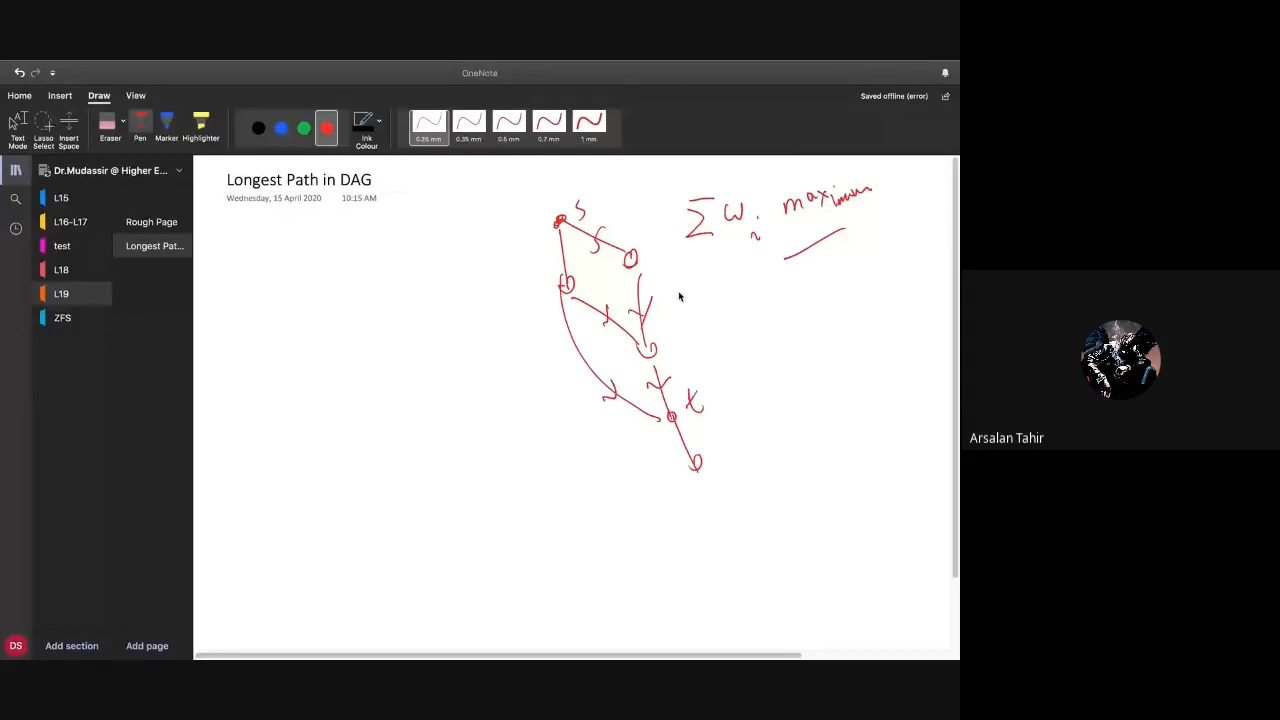 OneNote
Home Insert Draw View
Saved offline (error)
Text Mode
Lasso Select
Insert Space
Eraser
Pen
Marker
Highlighter
Ink Colour
0.25 mm
0.35 mm
0.5 mm
0.7 mm
1 mm
Dr.Mudassir @ Higher E...
L15
L16-L17
test
L18
L19
ZFS
Rough Page
Longest Pat...
Longest Path in DAG
Wednesday, 15 April 2020 10:15 AM
S
∑ w i maximum
t
Arsalan Tahir
DS
Add section
Add page